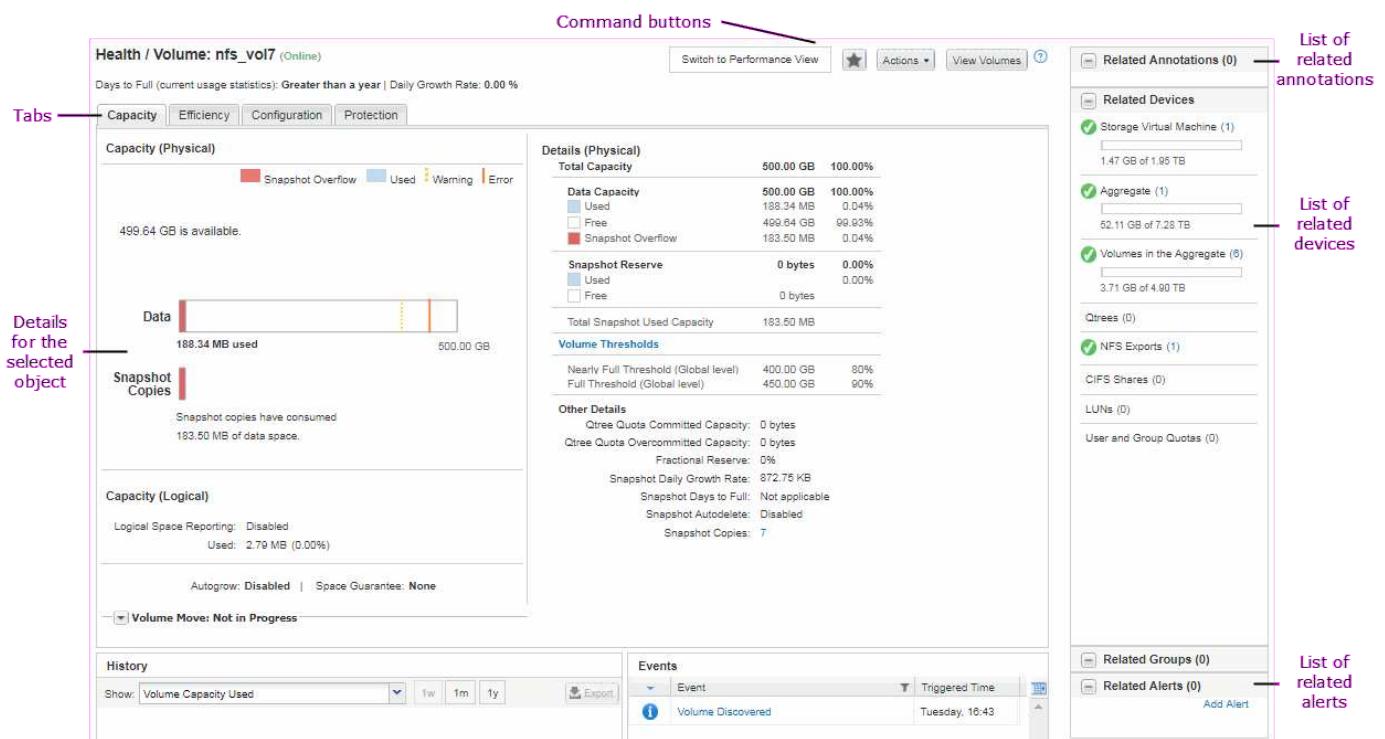 Command buttons
Health / Volume: nfs_vol7 (Online)
Switch to Performance View
Actions
View Volumes
?
Days to Full (current usage statistics): Greater than a year | Daily Growth Rate: 0.00 %
Tabs
Capacity
Efficiency
Configuration
Protection
Capacity (Physical)
Snapshot Overflow
Used
Warning
Error
499.64 GB is available.
Details for the selected object
Data
188.34 MB used
500.00 GB
Snapshot
Copies
Snapshot copies have consumed
183.50 MB of data space.
Capacity (Logical)
Logical Space Reporting: Disabled
Used: 2.79 MB (0.00%)
Autogrow: Disabled | Space Guarantee: None
Volume Move: Not in Progress
Details (Physical)
Total Capacity 500.00 GB 100.00%
Data Capacity 500.00 GB 100.00%
Used 188.34 MB 0.04%
Free 499.64 GB 99.93%
Snapshot Overflow 183.50 MB 0.04%
Snapshot Reserve 0 bytes 0.00%
Used 0.00%
Free 0 bytes
Total Snapshot Used Capacity 183.50 MB
Volume Thresholds
Nearly Full Threshold (Global level) 400.00 GB 80%
Full Threshold (Global level) 450.00 GB 90%
Other Details
Qtree Quota Committed Capacity: 0 bytes
Qtree Quota Overcommitted Capacity: 0 bytes
Fractional Reserve: 0%
Snapshot Daily Growth Rate: 872.75 KB
Snapshot Days to Full: Not applicable
Snapshot Autodelete: Disabled
Snapshot Copies: 7
Related Annotations (0)
List of
related
annotations
Related Devices
Storage Virtual Machine (1)
1.47 GB of 1.95 TB
Aggregate (1)
52.11 GB of 7.28 TB
List of
related
devices
Volumes in the Aggregate (6)
3.71 GB of 4.90 TB
Qtrees (0)
NFS Exports (1)
CIFS Shares (0)
LUNs (0)
User and Group Quotas (0)
Related Groups (0)
Related Alerts (0)
Add Alert
List of
related
alerts
History
Show: Volume Capacity Used
1w
1m
1y
Export
Events
Event
Triggered Time
Volume Discovered
Tuesday, 16:43